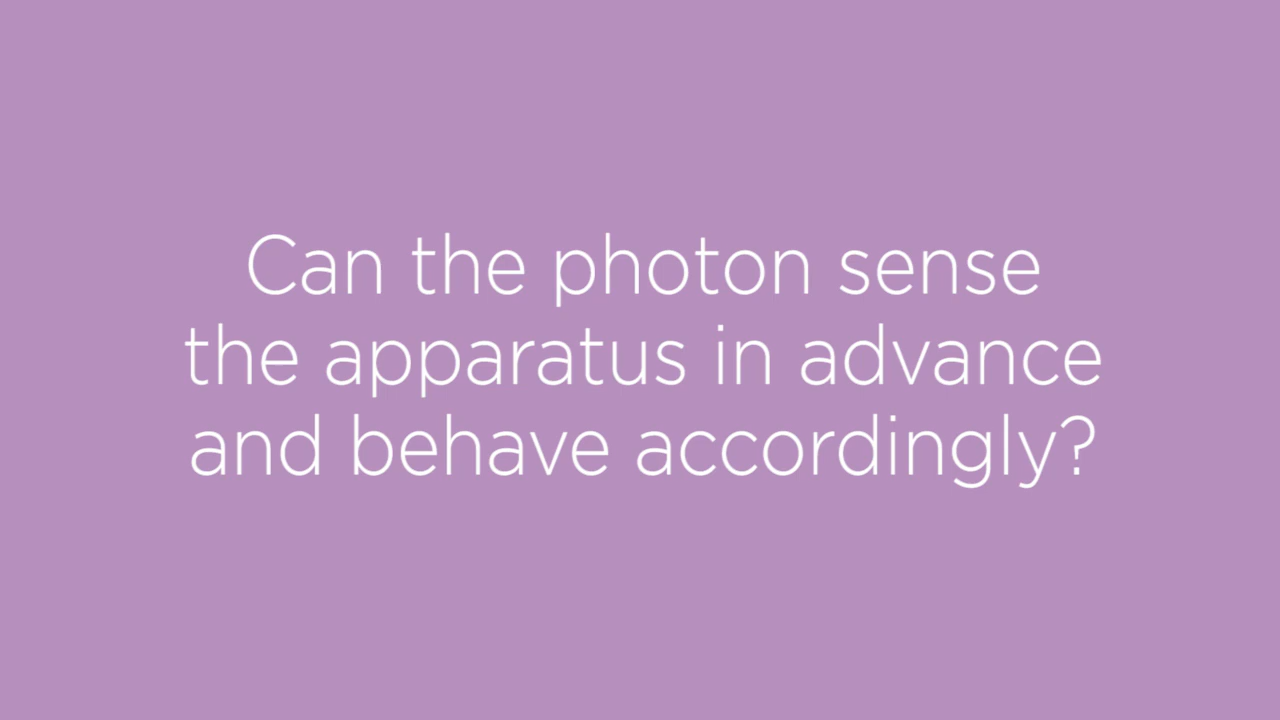 Can the photon sense
the apparatus in advance
and behave accordingly?